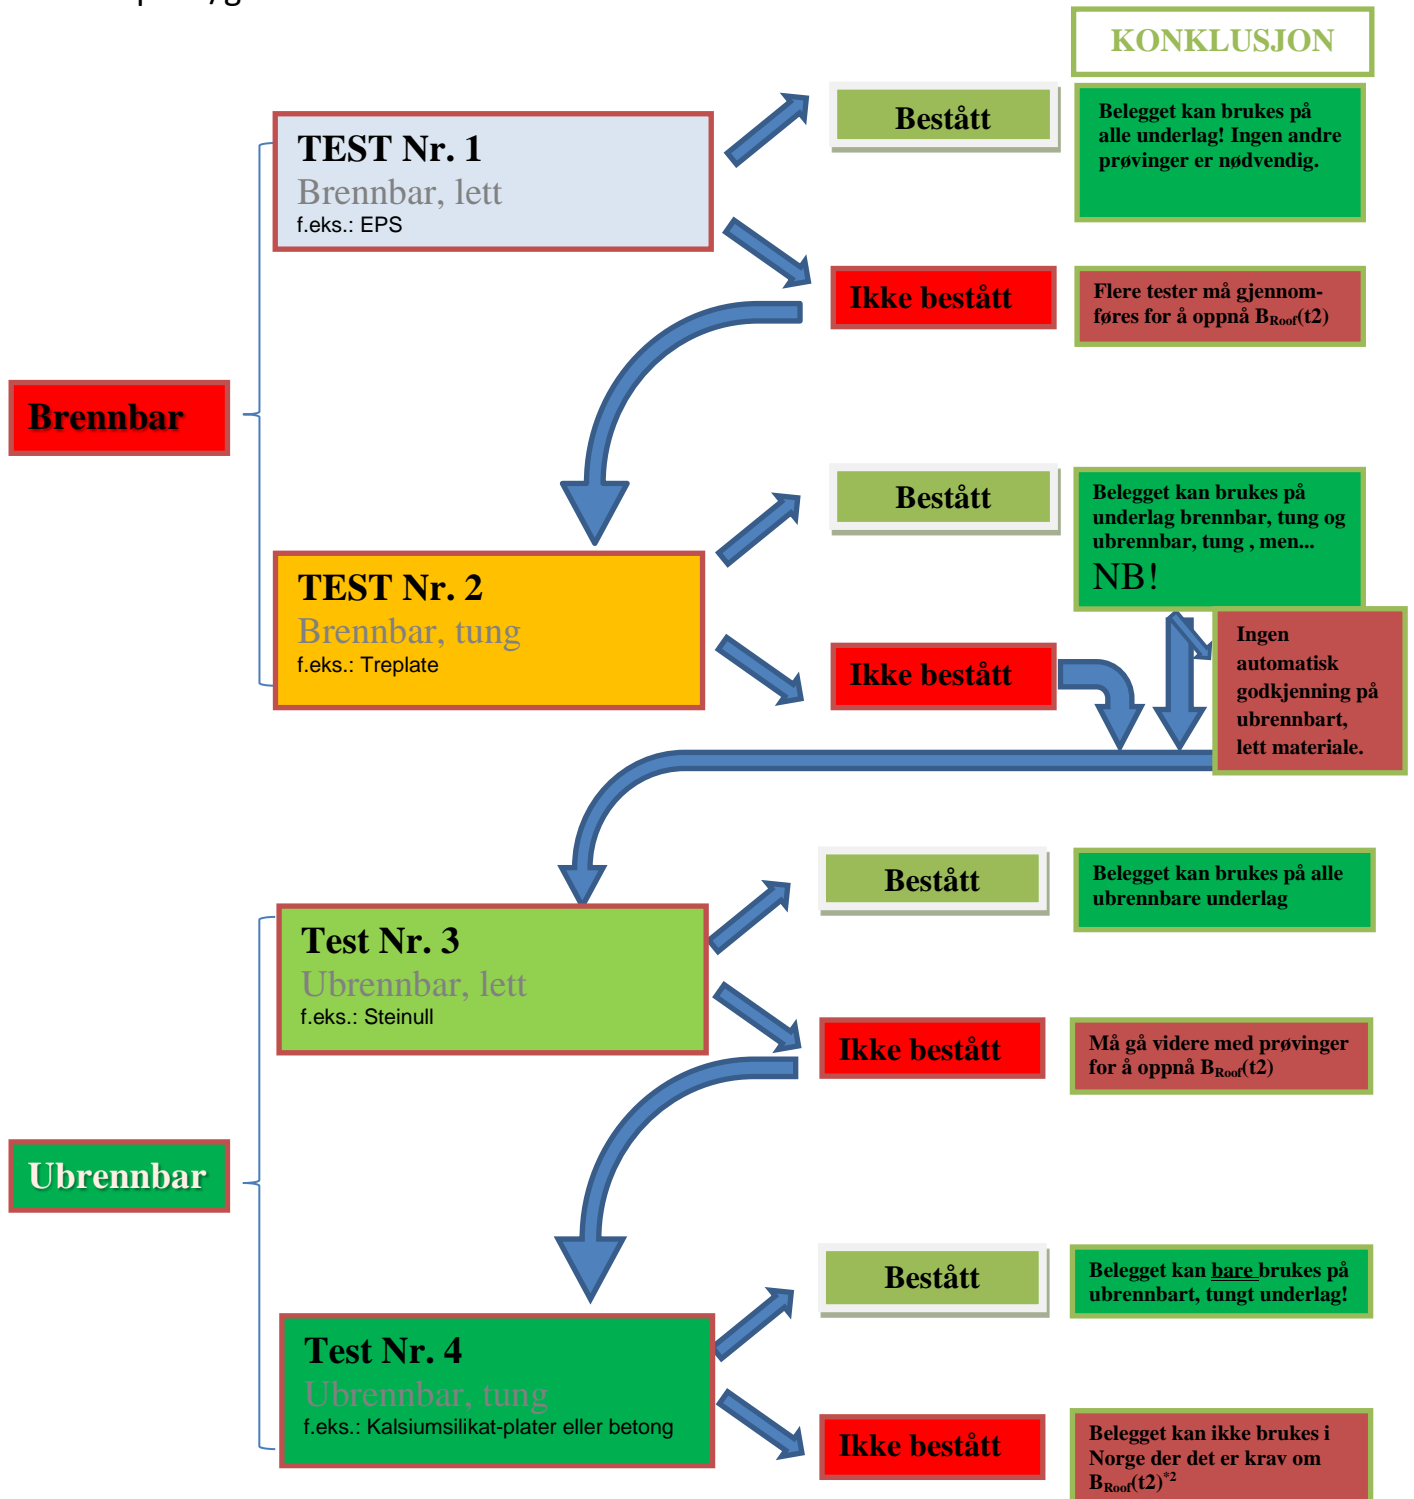 KONKLUSJON
TEST Nr. 1
Brennbar, lett
f.eks.: EPS
Bestått
Belegget kan brukes på
alle underlag! Ingen andre
prøvinger er nødvendig.
Ikke bestått
Flere tester må gjennom-
føres for å oppnå BRoof(t2)
Brennbar
TEST Nr. 2
Brennbar, tung
f.eks.: Treplate
Bestått
Belegget kan brukes på
underlag brennbar, tung og
ubrennbar, tung , men...
NB!
Ikke bestått
Ingen
automatisk
godkjenning på
ubrennbart,
lett materiale.
Test Nr. 3
Ubrennbar, lett
f.eks.: Steinull
Bestått
Belegget kan brukes på alle
ubrennbare underlag
Ikke bestått
Må gå videre med prøvinger
for å oppnå BRoof(t2)
Ubrennbar
Test Nr. 4
Ubrennbar, tung
f.eks.: Kalsiumsilikat-plater eller betong
Bestått
Belegget kan bare brukes på
ubrennbart, tungt underlag!
Ikke bestått
Belegget kan ikke brukes i
Norge der det er krav om
BRoof(t2)*2